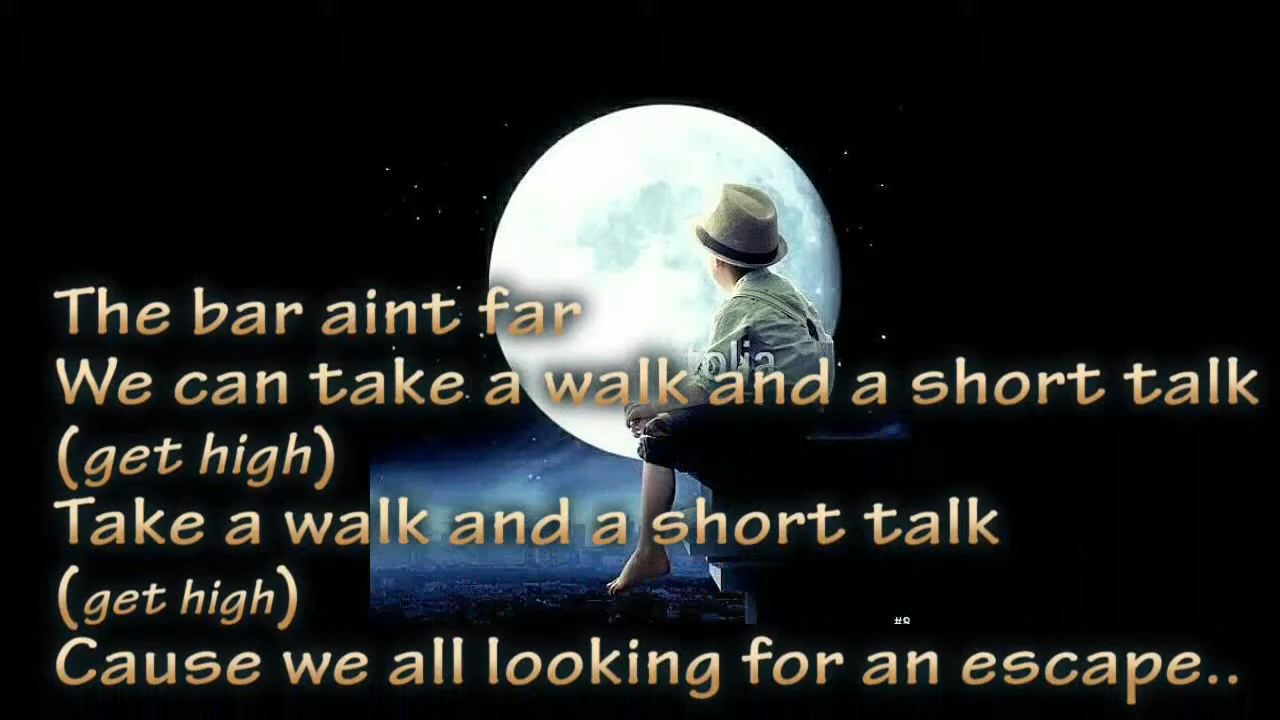 The bar aint far
tolia
We can take a walk and a short talk
(get high)
Take a walk and a short talk
(get high)
Cause we all looking for an escape..